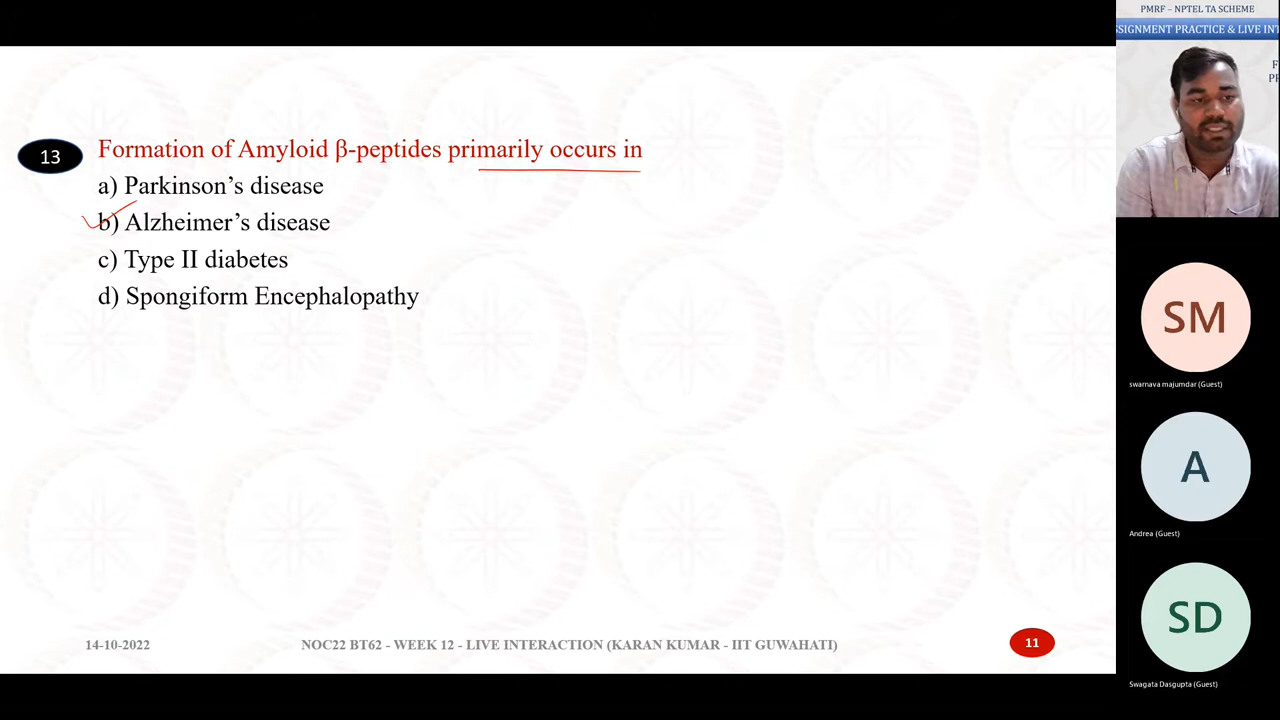 PMRF – NPTEL TA SCHEME
SSIGNMENT PRACTICE & LIVE INT
13
Formation of Amyloid β-peptides primarily occurs in
a) Parkinson’s disease
b) Alzheimer’s disease
c) Type II diabetes
d) Spongiform Encephalopathy
SM
swarnava majumdar (Guest)
A
Andrea (Guest)
SD
Swagata Dasgupta (Guest)
14-10-2022
NOC22 BT62 - WEEK 12 - LIVE INTERACTION (KARAN KUMAR - IIT GUWAHATI)
11